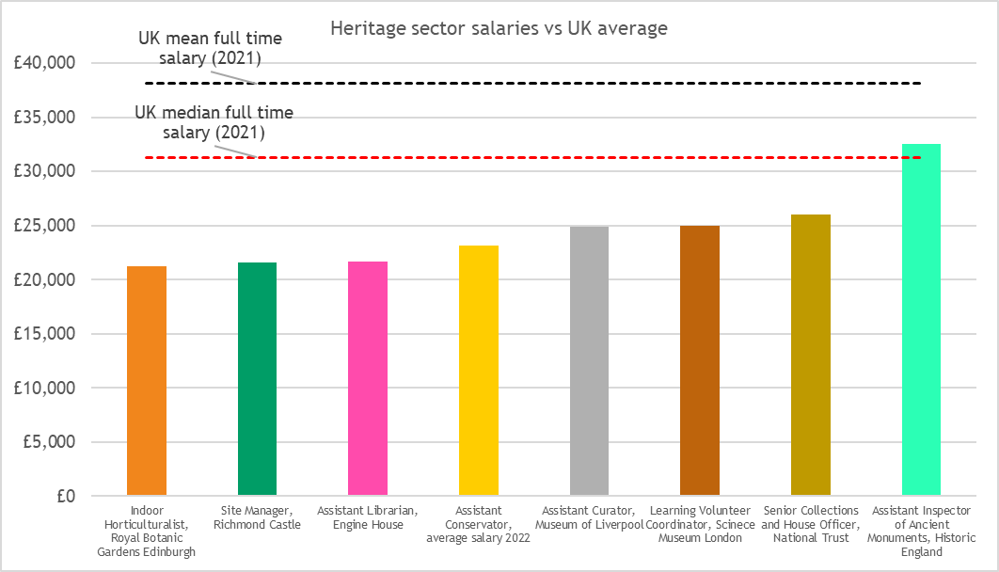 Heritage sector salaries vs UK average
UK mean full time
salary (2021)
UK median full time
salary (2021)
£40,000
£35,000
£30,000
£25,000
£20,000
£15,000
£10,000
£5,000
£0
Indoor
Horticulturalist,
Royal Botanic
Gardens Edinburgh
Site Manager,
Richmond Castle
Assistant Librarian,
Engine House
Assistant
Conservator,
average salary 2022
Assistant Curator,
Museum of Liverpool
Learning Volunteer
Coordinator, Scinece
Museum London
Senior Collections
and House Officer,
National Trust
Assistant Inspector
of Ancient
Monuments, Historic
England